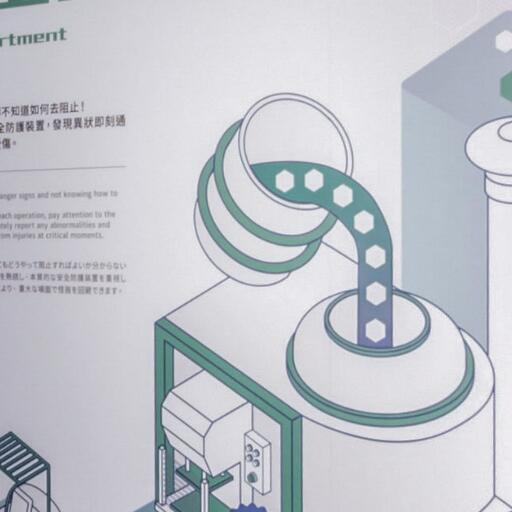 rtment
不知道如何去阻止！
全防護裝置，發現異狀即刻通
傷。
anger signs and not knowing how to
each operation, pay attention to the
tely report any abnormalities and
om injuries at critical moments.
てもどうやって阻止すればよいか分からない
を熟読し、本質的な安全防護装置を重視し
より、重大な場面で怪我を回避できます。